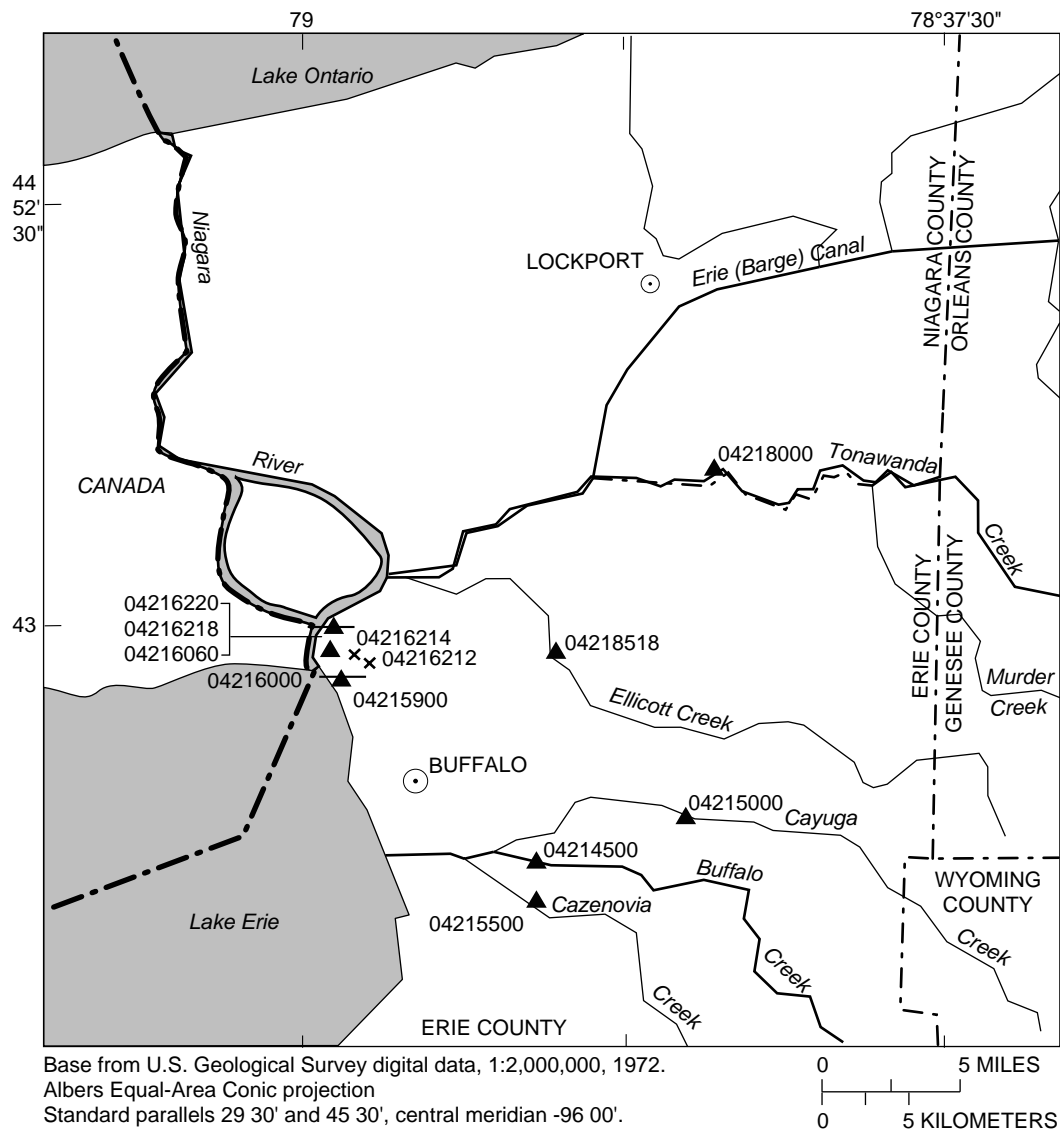 79
78°37'30"
Lake Ontario
44
52'
30"
Niagara
LOCKPORT
Erie (Barge) Canal
NIAGARA COUNTY
ORLEANS COUNTY
River
CANADA
04218000
Tonawanda
Creek
04216220
04216218
04216060
43
04216214
04216212
04218518
ERIE COUNTY
GENESEE COUNTY
Murder
Creek
04216000
04215900
Ellicott Creek
BUFFALO
04215000
Cayuga
04214500
Buffalo
WYOMING
COUNTY
Cazenovia
04215500
Lake Erie
Creek
Creek
Creek
ERIE COUNTY
Base from U.S. Geological Survey digital data, 1:2,000,000, 1972.
Albers Equal-Area Conic projection
Standard parallels 29 30' and 45 30', central meridian -96 00'.
0 5 MILES
0 5 KILOMETERS